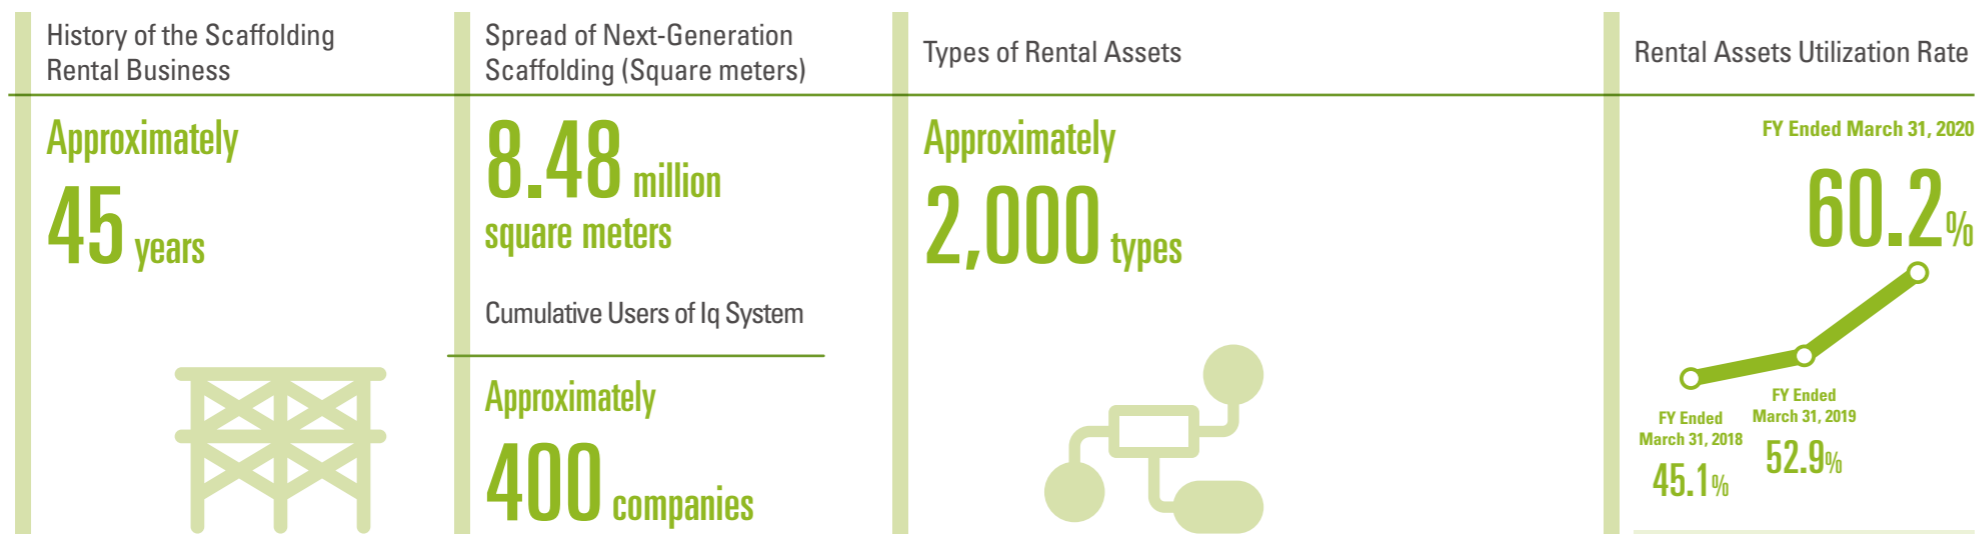 History of the Scaffolding
Rental Business
Approximately
45 years
Spread of Next-Generation
Scaffolding (Square meters)
8.48 million
square meters
Cumulative Users of Iq System
Approximately
400 companies
Types of Rental Assets
Approximately
2,000 types
Rental Assets Utilization Rate
FY Ended March 31, 2020
60.2%
FY Ended
March 31, 2019
52.9%
FY Ended
March 31, 2018
45.1%